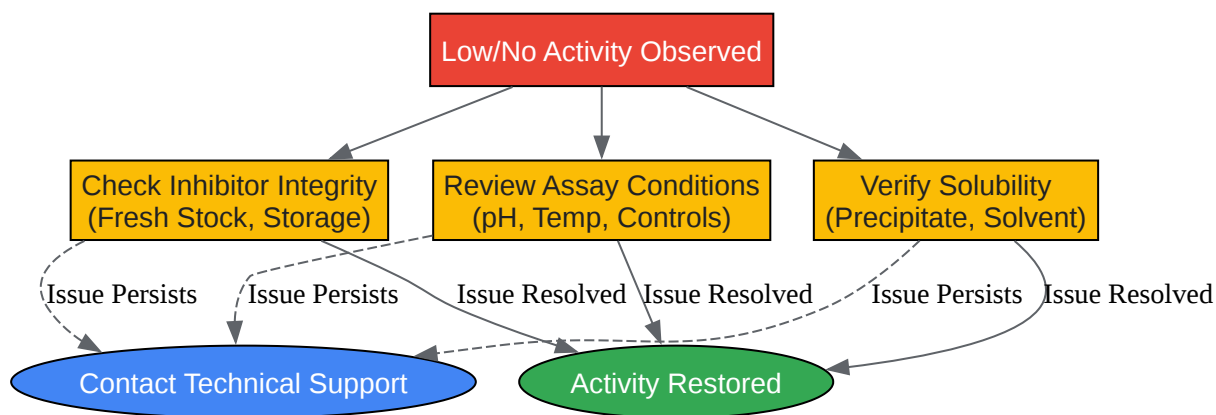 Low/No Activity Observed
Check Inhibitor Integrity
(Fresh Stock, Storage)
Review Assay Conditions
(pH, Temp, Controls)
Verify Solubility
(Precipitate, Solvent)
Issue Persists
Issue Persists
Issue Resolved
Issue Resolved
Issue Persists
Issue Resolved
Contact Technical Support
Activity Restored